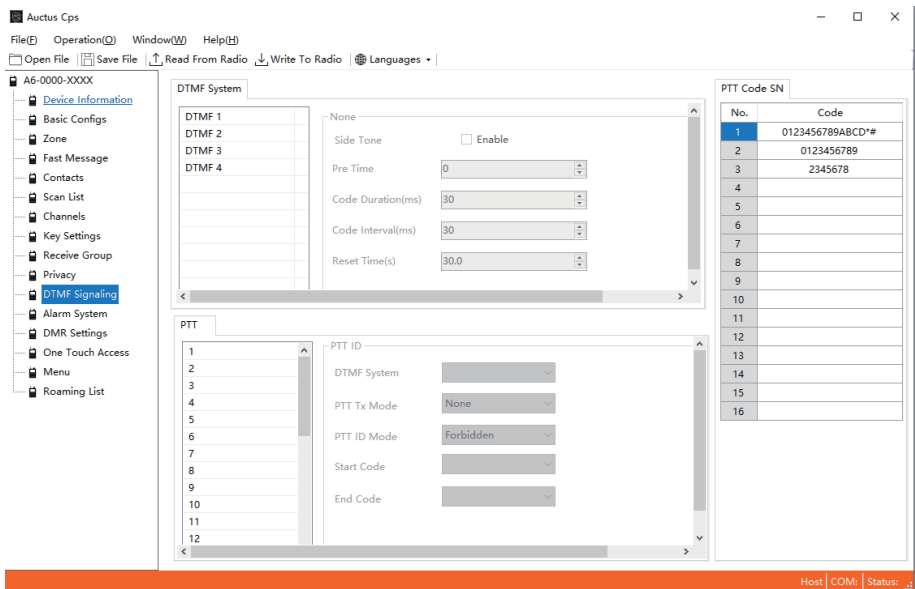 Auctus Cps
File(F) Operation(O) Window(W) Help(H)
Open File Save File Read From Radio Write To Radio Languages
A6-0000-XXXX
Device Information
Basic Configs
Zone
Fast Message
Contacts
Scan List
Channels
Key Settings
Receive Group
Privacy
DTMF Signaling
Alarm System
DMR Settings
One Touch Access
Menu
Roaming List
DTMF System
DTMF 1
DTMF 2
DTMF 3
DTMF 4
None
Side Tone Enable
Pre Time 0
Code Duration(ms) 30
Code Interval(ms) 30
Reset Time(s) 30.0
PTT
1
2
3
4
5
6
7
8
9
10
11
12
PTT ID
DTMF System
PTT Tx Mode None
PTT ID Mode Forbidden
Start Code
End Code
PTT Code SN
No. Code
1 0123456789ABCD*#
2 0123456789
3 2345678
4
5
6
7
8
9
10
11
12
13
14
15
16
Host COM: Status: